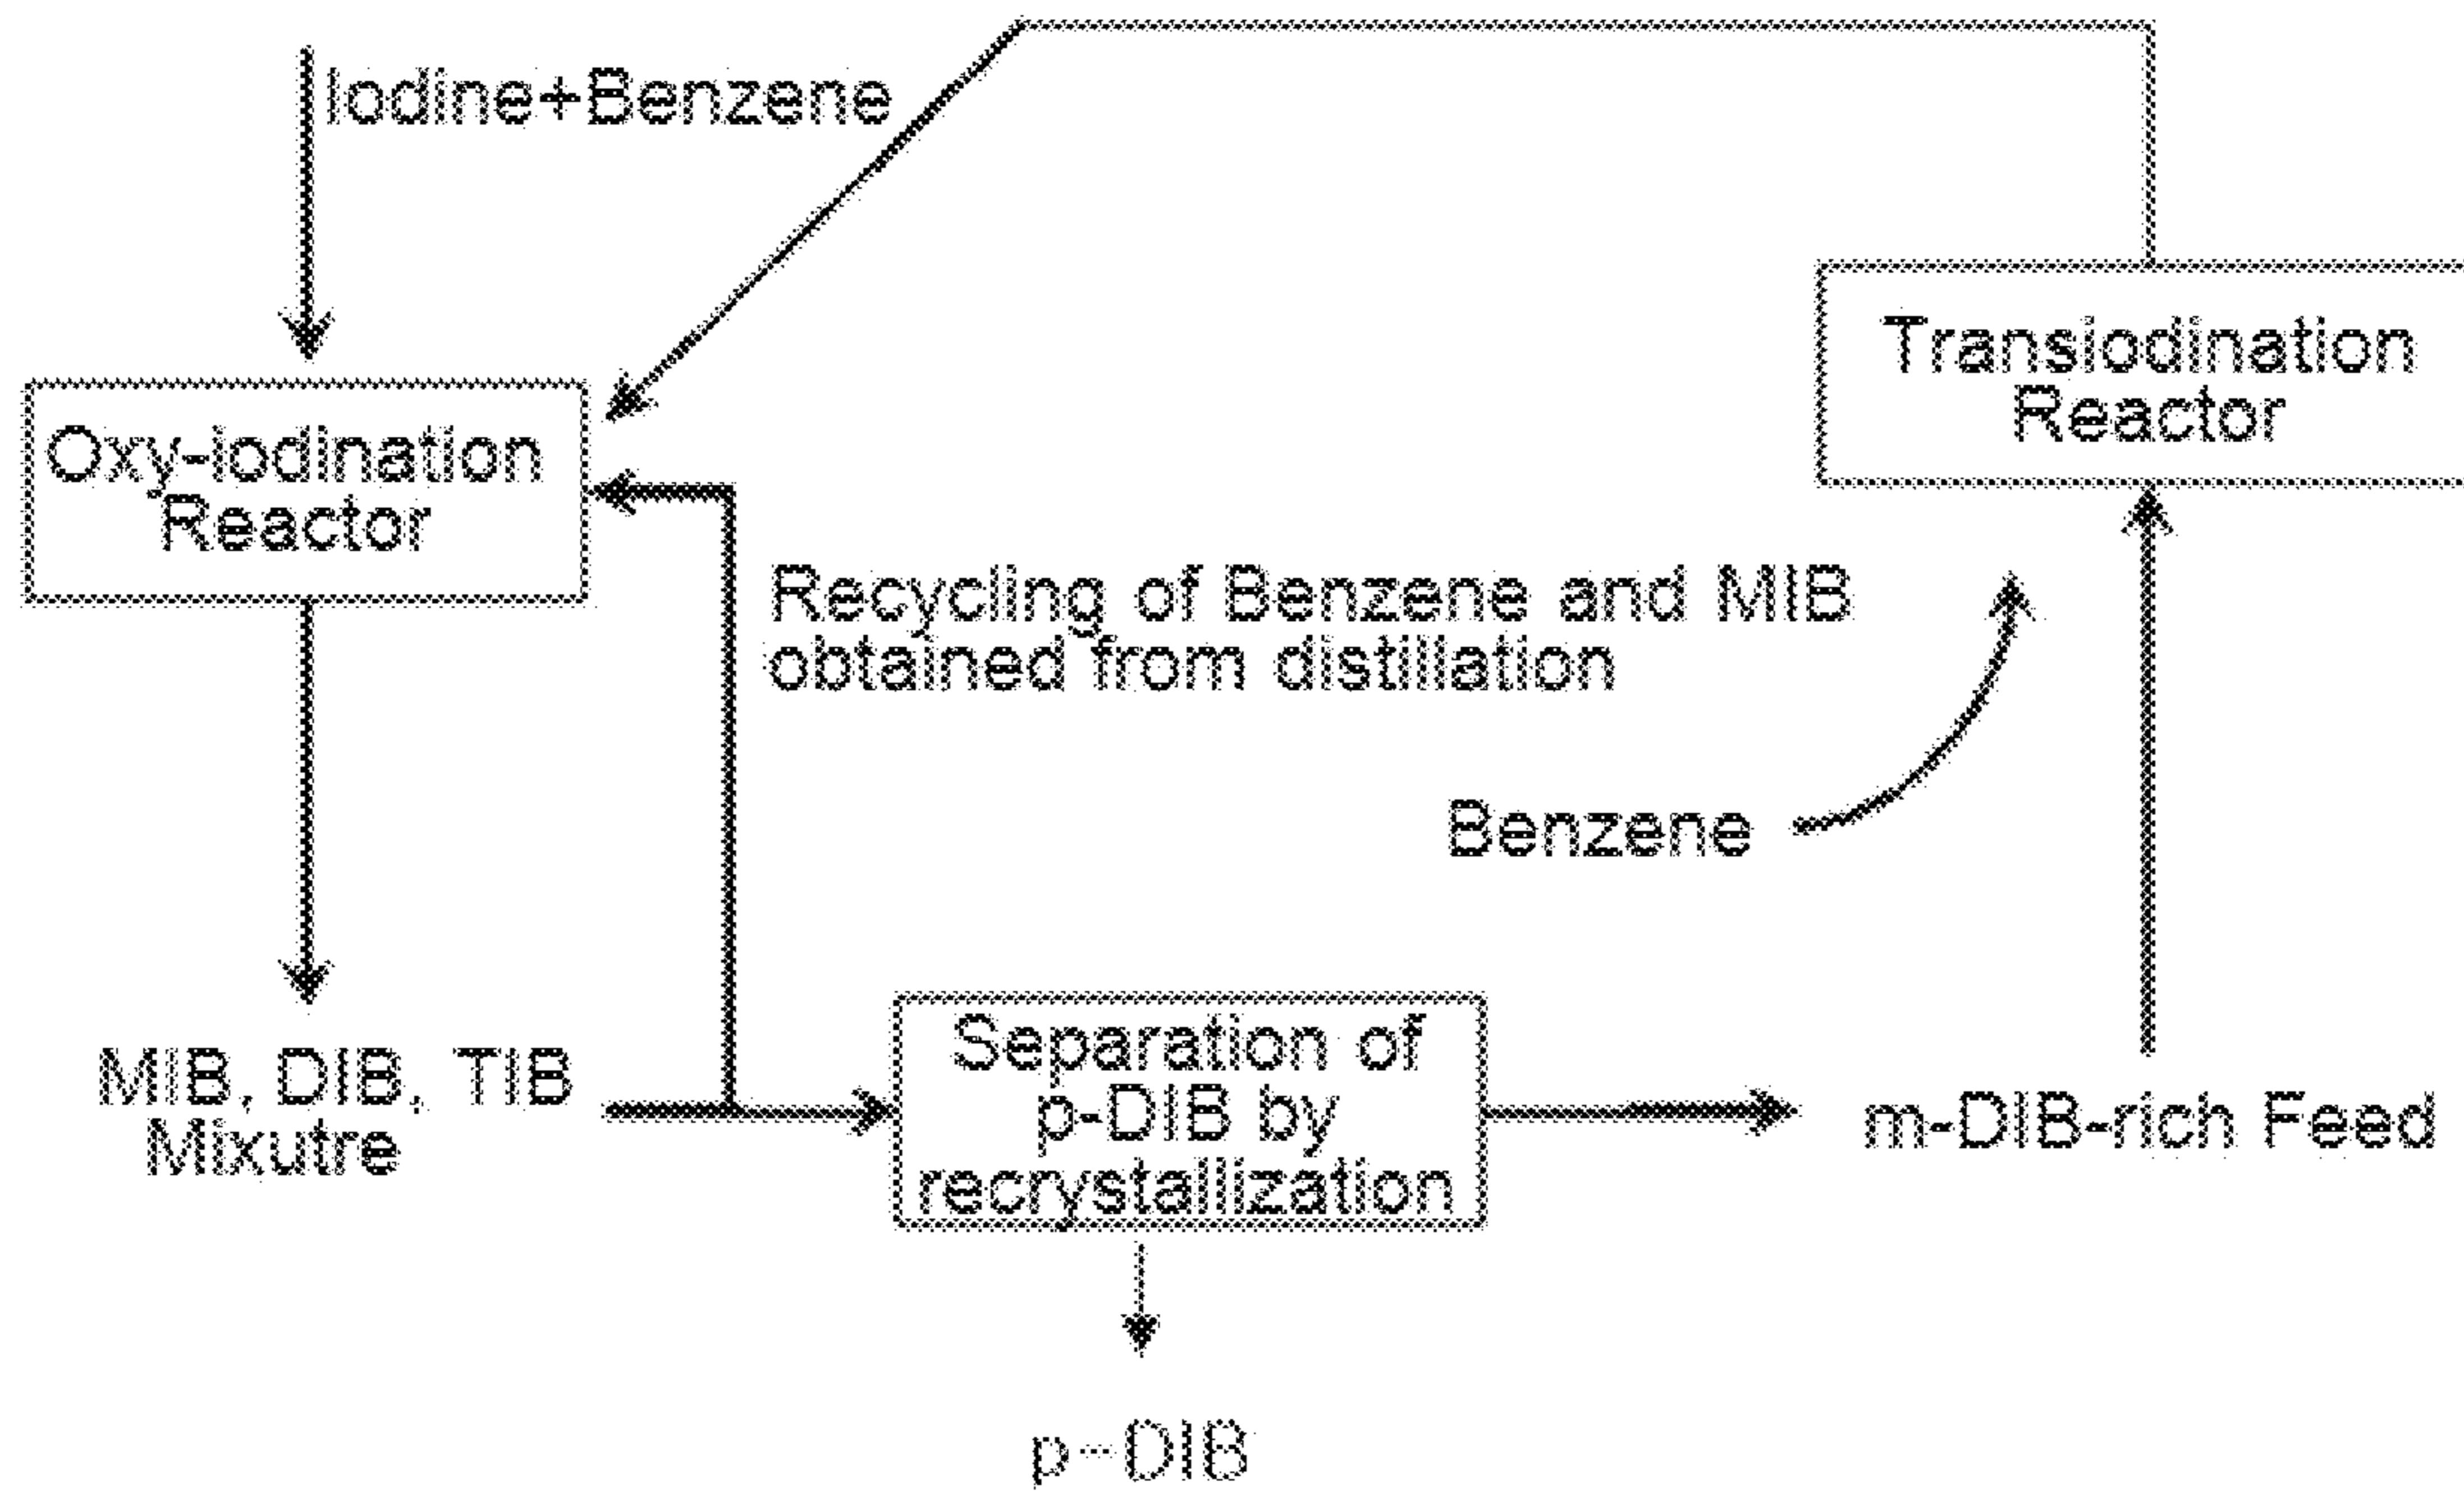 Iodine+Benzene
Transiodination
Reactor
Oxy-iodination
Reactor
Recycling of Benzene and MIB
obtained from distillation
Benzene
MIB, DIB, TIB
Mixutre
Separation of
p-DIB by
recrystallization
m-DIB-rich Feed
p-DIB